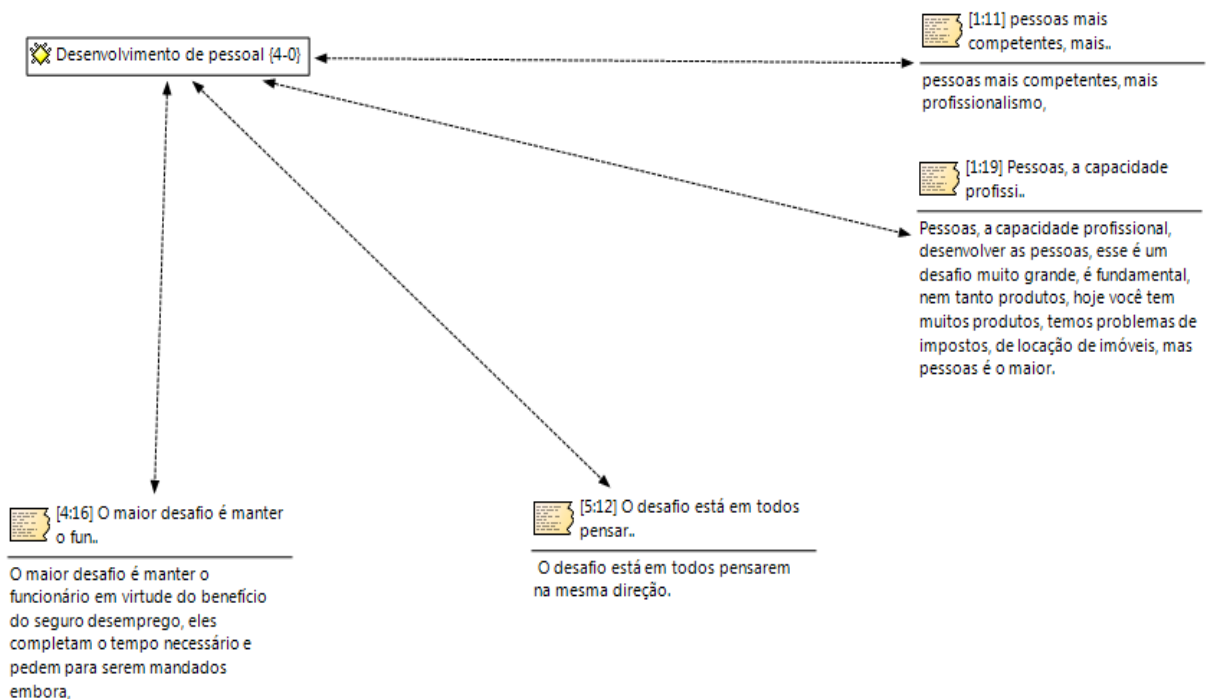 Desenvolvimento de pessoal {4-0}
[1:11] pessoas mais
competentes, mais..
pessoas mais competentes, mais
profissionalismo,
[1:19] Pessoas, a capacidade
profissi..
Pessoas, a capacidade profissional,
desenvolver as pessoas, esse é um
desafio muito grande, é fundamental,
nem tanto produtos, hoje você tem
muitos produtos, temos problemas de
impostos, de locação de imóveis, mas
pessoas é o maior.
[4:16] O maior desafio é manter
o fun..
O maior desafio é manter o
funcionário em virtude do benefício
do seguro desemprego, eles
completam o tempo necessário e
pedem para serem mandados
embora,
[5:12] O desafio está em todos
pensar..
O desafio está em todos pensarem
na mesma direção.